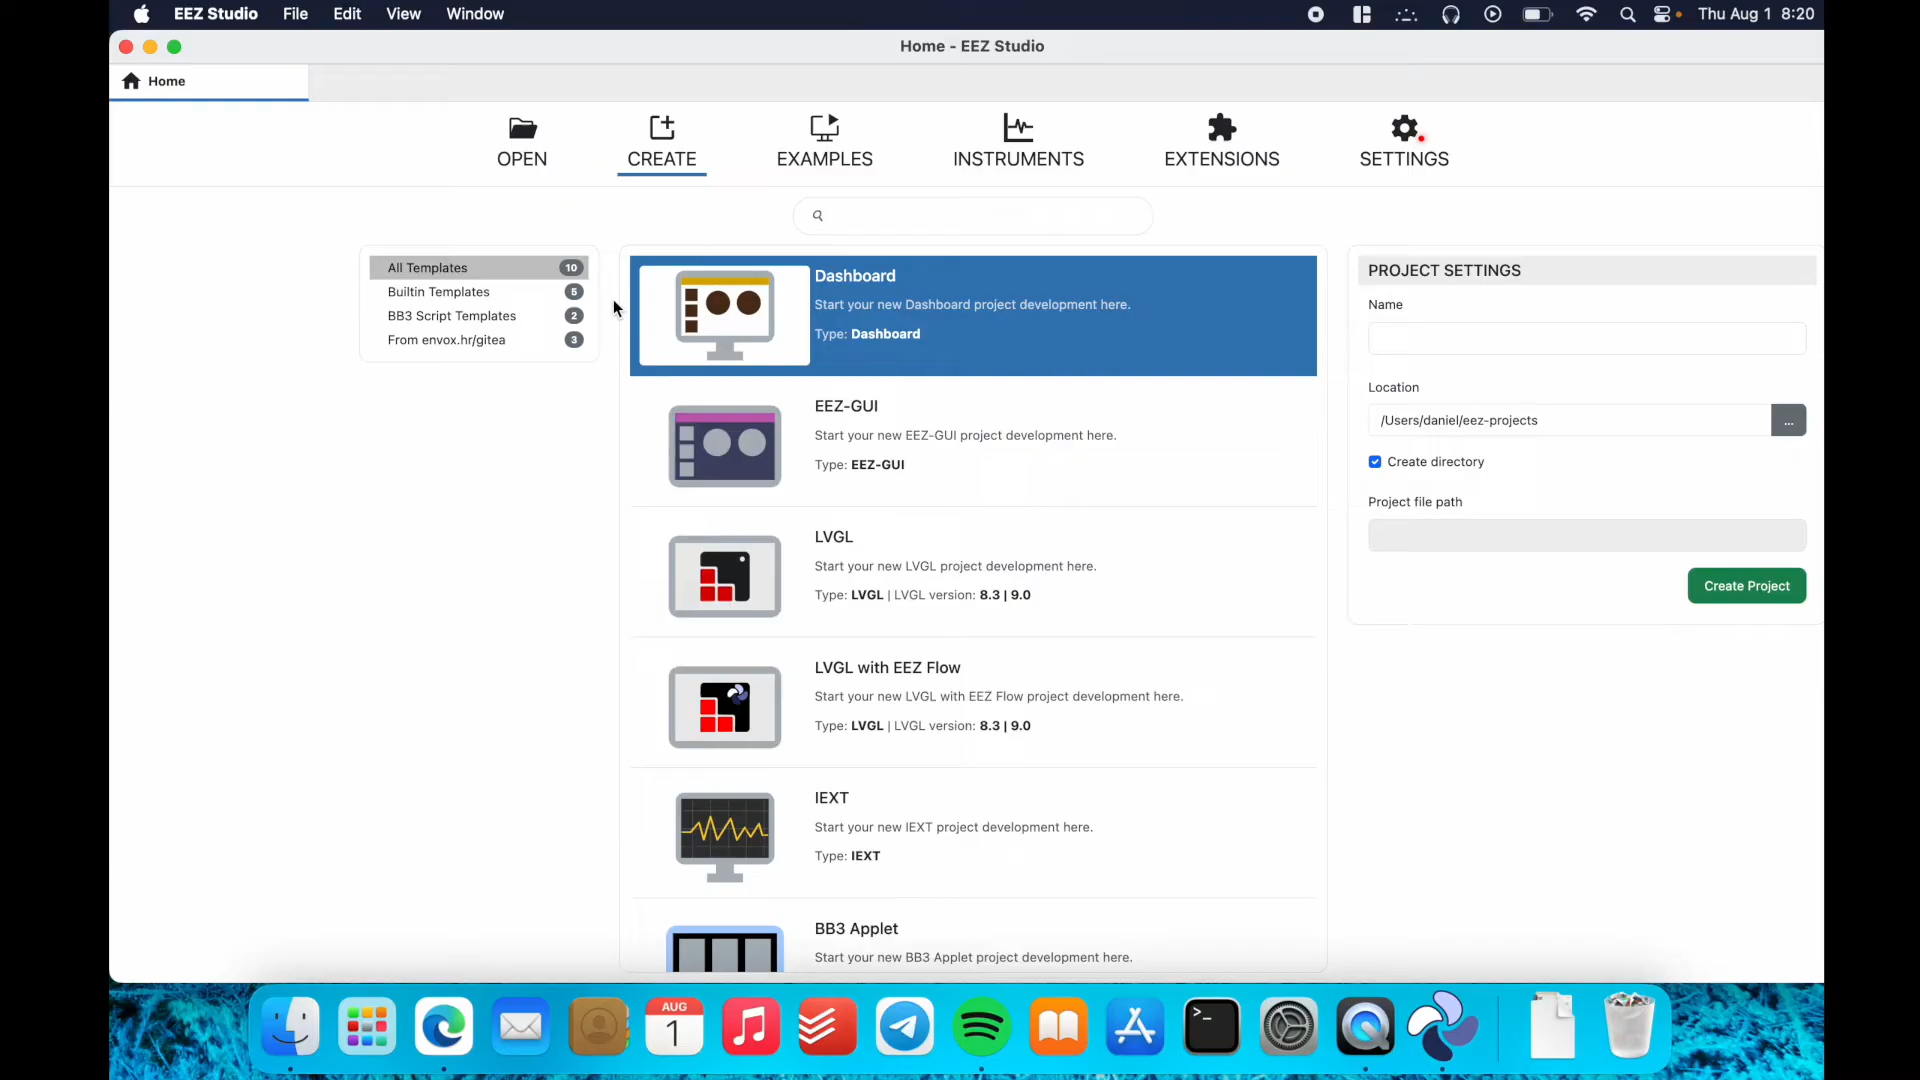 EEZ Studio File Edit View Window
Thu Aug 1 8:20
Home - EEZ Studio
Home
OPEN
CREATE
EXAMPLES
INSTRUMENTS
EXTENSIONS
SETTINGS
All Templates 10
Builtin Templates 5
BB3 Script Templates 2
From envox.hr/gitea 3
Dashboard
Start your new Dashboard project development here.
Type: Dashboard
EEZ-GUI
Start your new EEZ-GUI project development here.
Type: EEZ-GUI
LVGL
Start your new LVGL project development here.
Type: LVGL | LVGL version: 8.3 | 9.0
LVGL with EEZ Flow
Start your new LVGL with EEZ Flow project development here.
Type: LVGL | LVGL version: 8.3 | 9.0
IEXT
Start your new IEXT project development here.
Type: IEXT
BB3 Applet
Start your new BB3 Applet project development here.
PROJECT SETTINGS
Name
Location
/Users/daniel/eez-projects
...
Create directory
Project file path
Create Project
AUG
1
>_